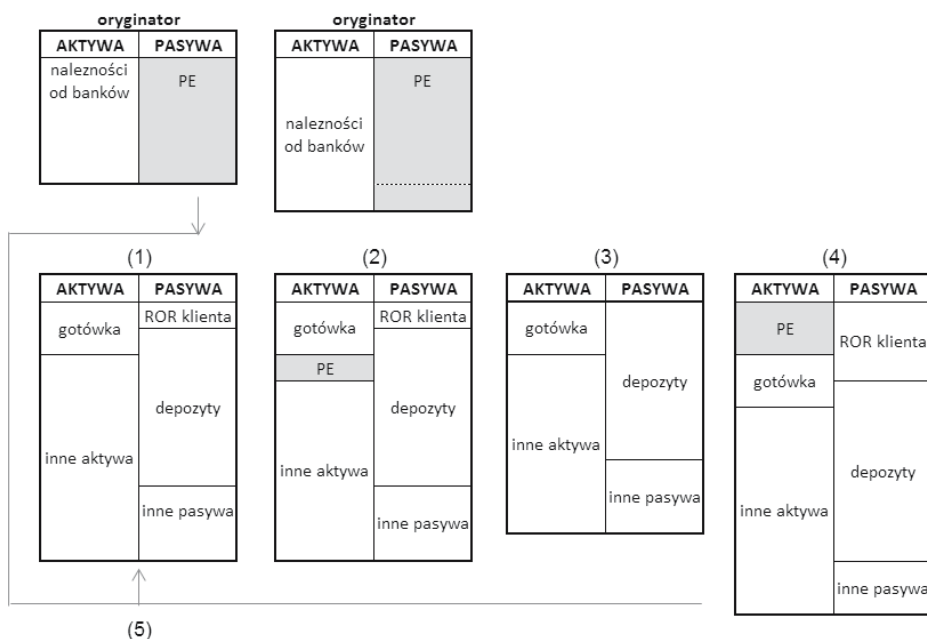 oryginator
AKTYWA PASYWA
nalezności
od banków
PE
oryginator
AKTYWA PASYWA
PE
nalezności
od banków
(1)
AKTYWA PASYWA
ROR klienta
gotówka
depozyty
inne aktywa
inne pasywa
(2)
AKTYWA PASYWA
ROR klienta
gotówka
PE
depozyty
inne aktywa
inne pasywa
(3)
AKTYWA PASYWA
gotówka
depozyty
inne aktywa
inne pasywa
(4)
AKTYWA PASYWA
PE
ROR klienta
gotówka
depozyty
inne aktywa
inne pasywa
(5)